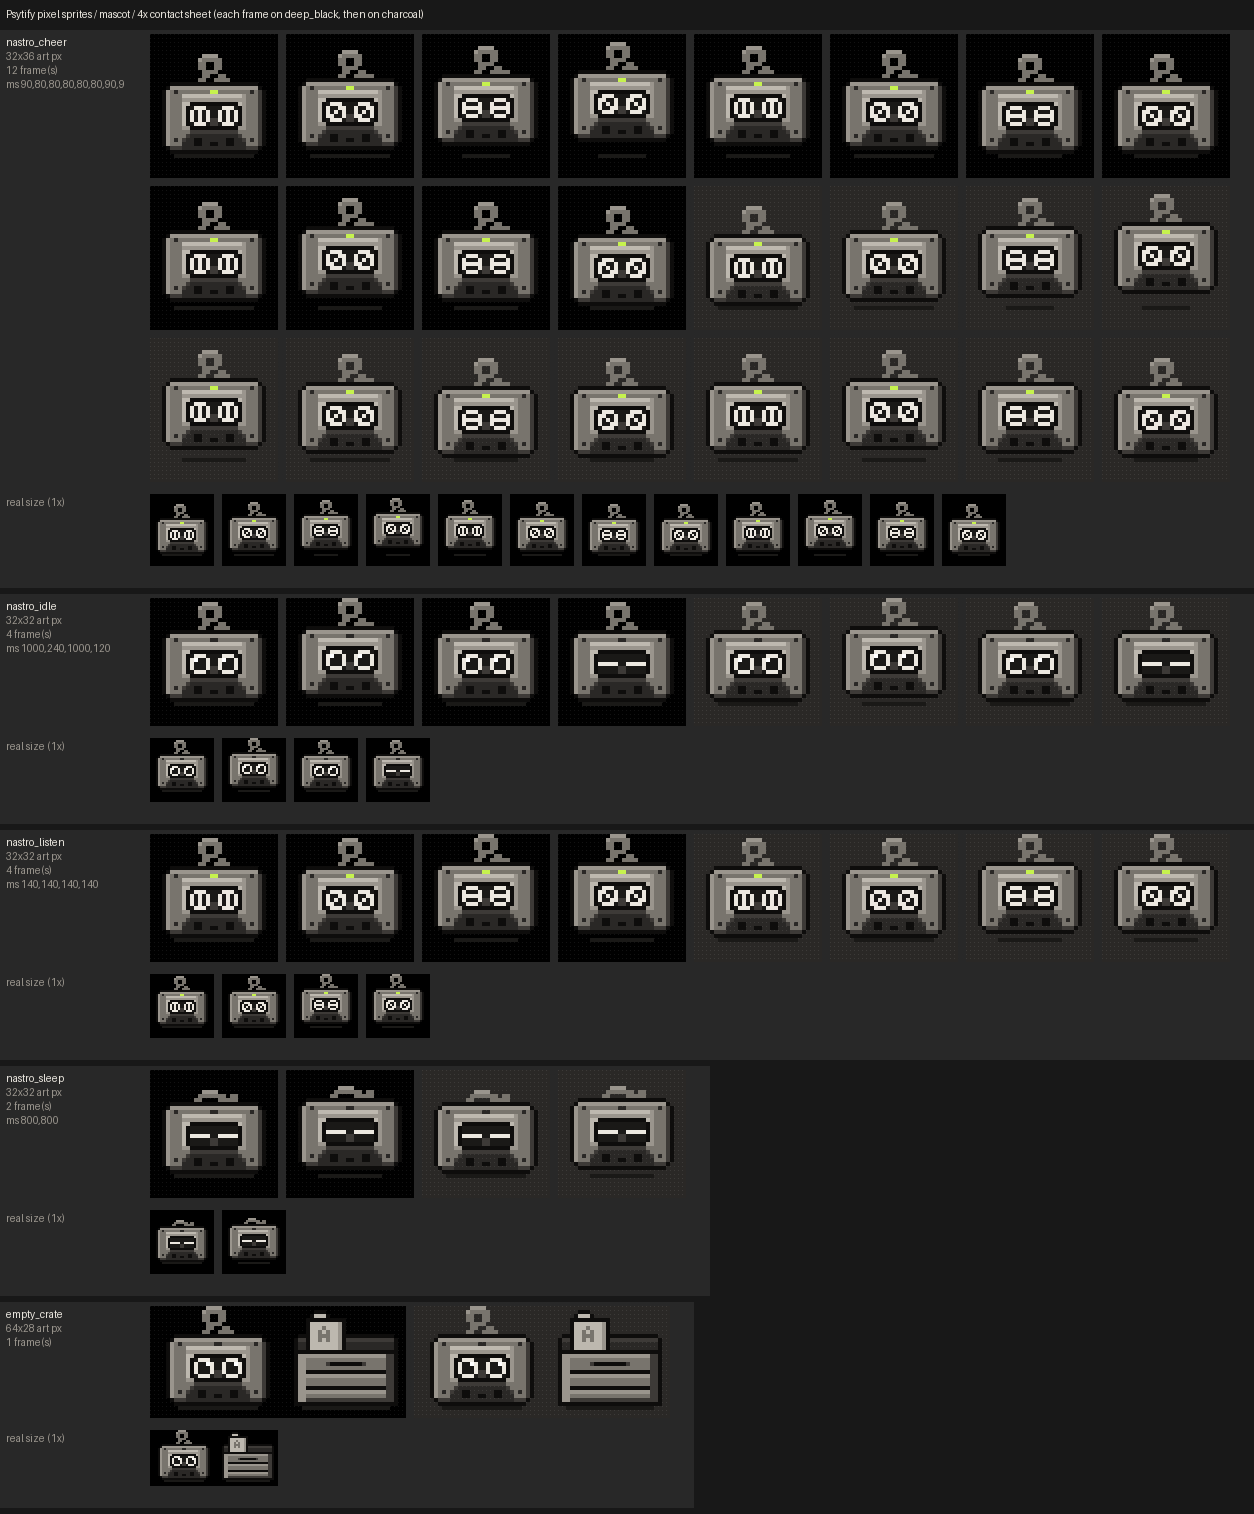 Psytify pixel sprites / mascot / 4x contact sheet (each frame on deep_black, then on charcoal)
nastro_cheer
32x36 art px
12 frame(s)
ms 90,80,80,80,80,80,90,9
real size (1x)
nastro_idle
32x32 art px
4 frame(s)
ms 1000,240,1000,120
real size (1x)
nastro_listen
32x32 art px
4 frame(s)
ms 140,140,140,140
real size (1x)
nastro_sleep
32x32 art px
2 frame(s)
ms 800,800
real size (1x)
empty_crate
64x28 art px
1 frame(s)
A A
real size (1x)
A